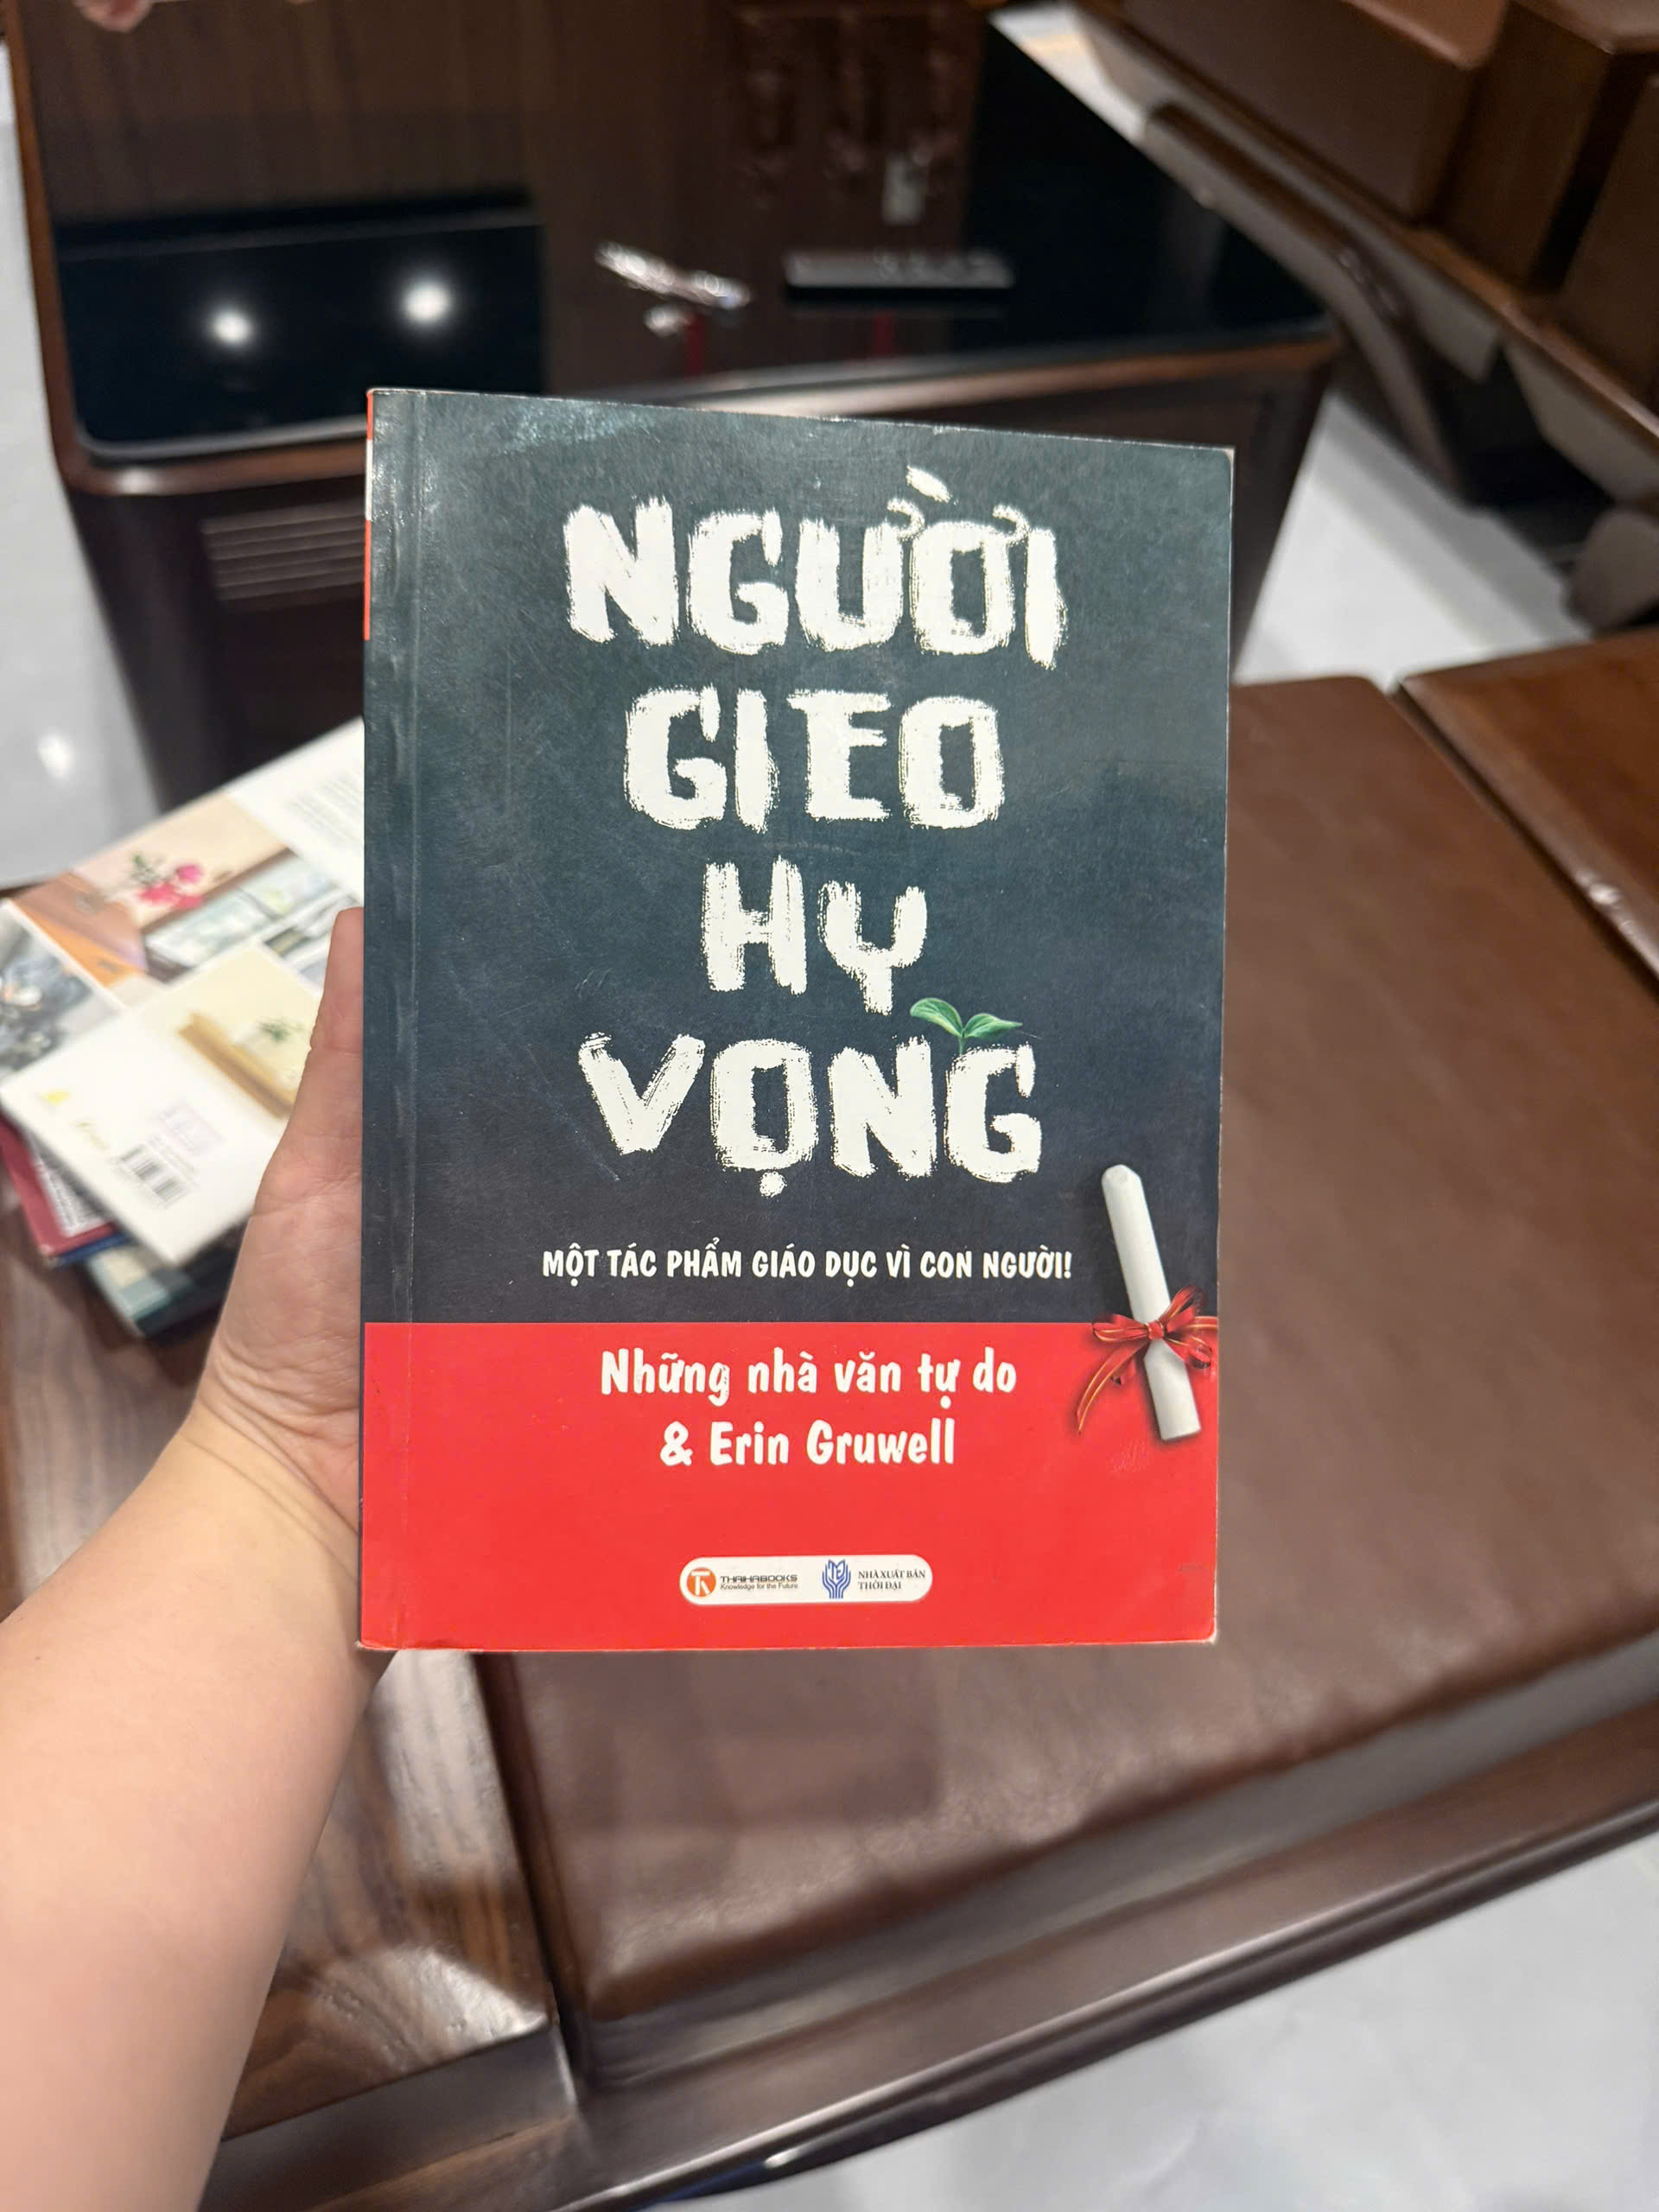 NGƯỜI
GIEO
HY
VỌNG
MỘT TÁC PHẨM GIÁO DỤC VÌ CON NGƯỜI!
Những nhà văn tự do
& Erin Gruwell
THAIHABOOKS
Knowledge for the Future
NHÀ XUẤT BẢN
THỜI ĐẠI